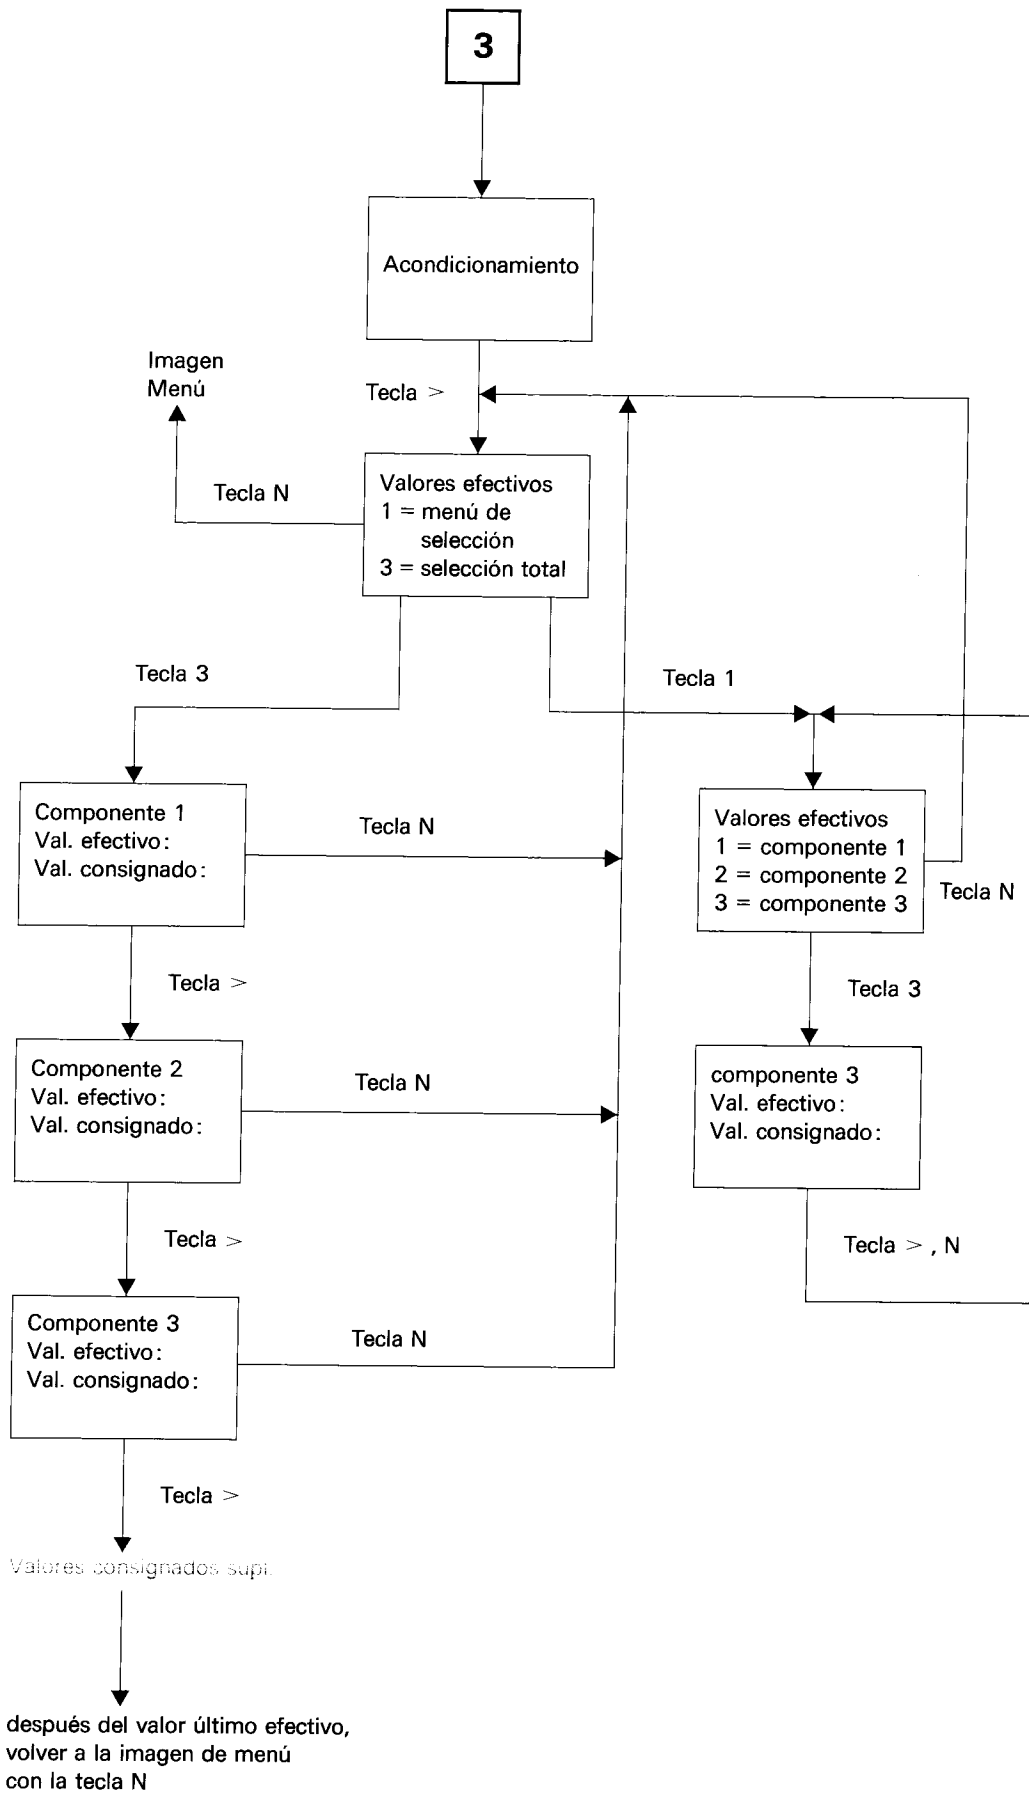 3
Acondicionamiento
Imagen
Menú
Tecla >
Tecla N
Valores efectivos
1 = menú de
selección
3 = selección total
Tecla 3
Tecla 1
Componente 1
Val. efectivo:
Val. consignado:
Tecla N
Valores efectivos
1 = componente 1
2 = componente 2
3 = componente 3
Tecla N
Tecla >
Tecla 3
Componente 2
Val. efectivo:
Val. consignado:
Tecla N
componente 3
Val. efectivo:
Val. consignado:
Tecla >
Tecla > , N
Componente 3
Val. efectivo:
Val. consignado:
Tecla N
Tecla >
Valores consignados supl.
después del valor último efectivo,
volver a la imagen de menú
con la tecla N